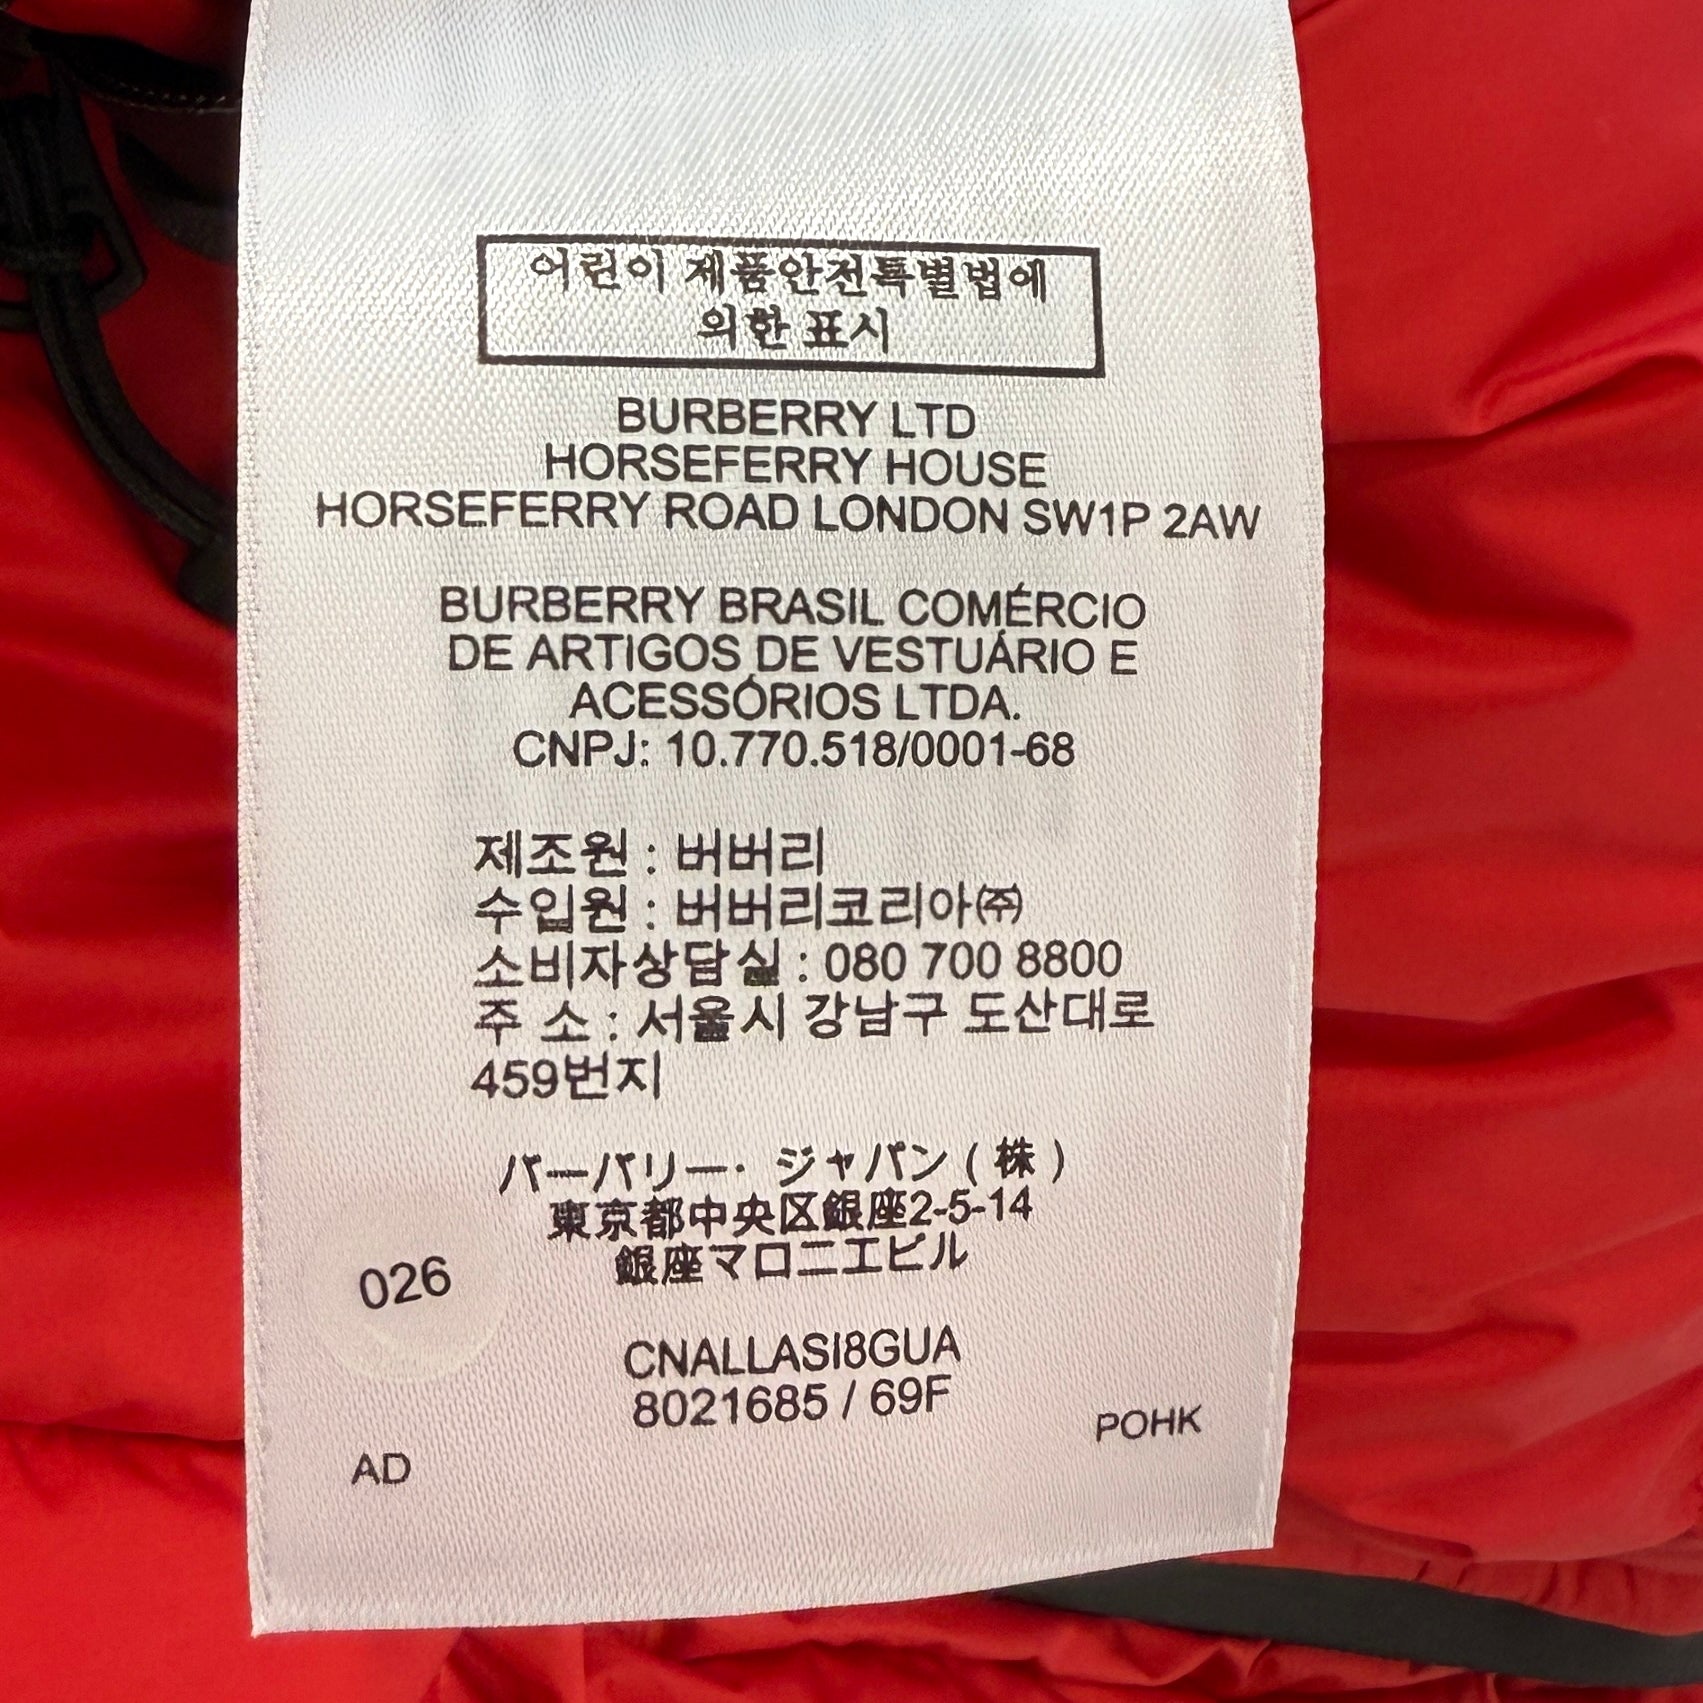 어린이 제품안전특별법에
의한 표시
BURBERRY LTD
HORSEFERRY HOUSE
HORSEFERRY ROAD LONDON SW1P 2AW
BURBERRY BRASIL COMÉRCIO
DE ARTIGOS DE VESTUÁRIO E
ACESSÓRIOS LTDA.
CNPJ: 10.770.518/0001-68
제조원 : 버버리
수입원 : 버버리코리아㈜
소비자상담실 : 080 700 8800
주 소 : 서울시 강남구 도산대로
459번지
バーバリー· ジャパン ( 株 )
東京都中央区銀座2-5-14
銀座マロニエビル
026
CNALLASI8GUA
8021685 / 69F
POHK
AD